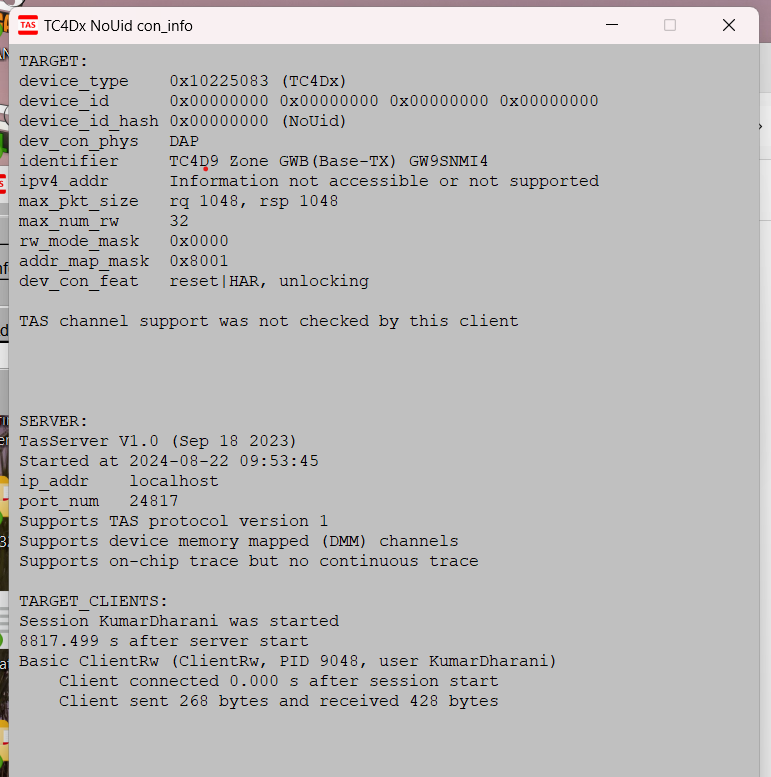 TAS TC4Dx NoUid con_info
TARGET:
device_type 0x10225083 (TC4Dx)
device_id 0x00000000 0x00000000 0x00000000 0x00000000
device_id_hash 0x00000000 (NoUid)
dev_con_phys DAP
identifier TC4D9 Zone GWB(Base-TX) GW9SNMI4
ipv4_addr Information not accessible or not supported
max_pkt_size rq 1048, rsp 1048
max_num_rw 32
rw_mode_mask 0x0000
addr_map_mask 0x8001
dev_con_feat reset|HAR, unlocking
TAS channel support was not checked by this client
SERVER:
TasServer V1.0 (Sep 18 2023)
Started at 2024-08-22 09:53:45
ip_addr localhost
port_num 24817
Supports TAS protocol version 1
Supports device memory mapped (DMM) channels
Supports on-chip trace but no continuous trace
TARGET_CLIENTS:
Session KumarDharani was started
8817.499 s after server start
Basic ClientRw (ClientRw, PID 9048, user KumarDharani)
Client connected 0.000 s after session start
Client sent 268 bytes and received 428 bytes